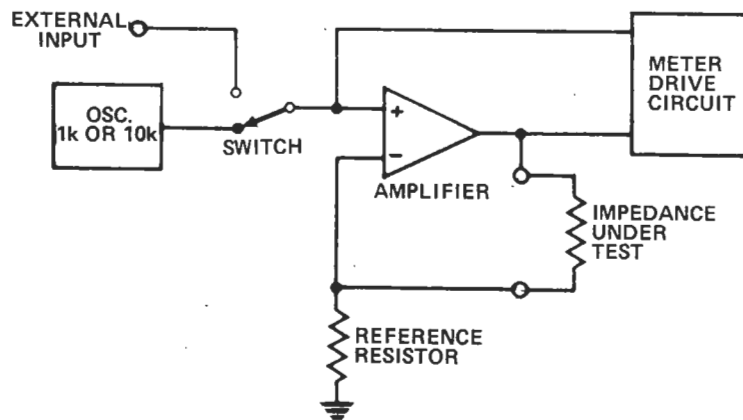 EXTERNAL
INPUT
OSC.
1k OR 10k
SWITCH
+
−
AMPLIFIER
METER
DRIVE
CIRCUIT
IMPEDANCE
UNDER
TEST
REFERENCE
RESISTOR